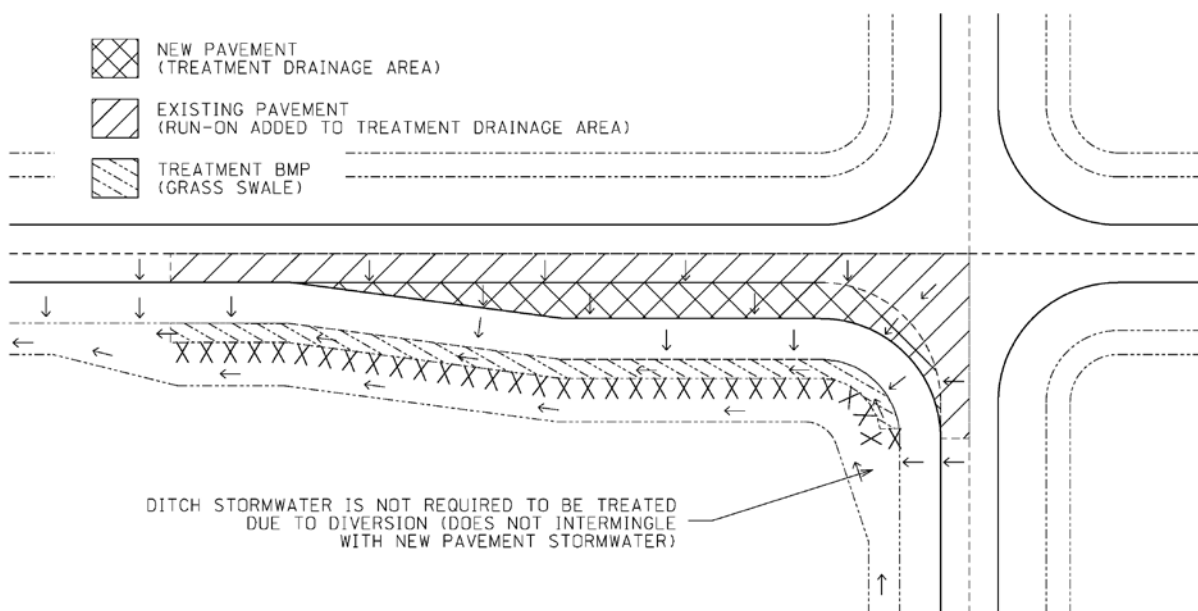 NEW PAVEMENT
(TREATMENT DRAINAGE AREA)
EXISTING PAVEMENT
(RUN-ON ADDED TO TREATMENT DRAINAGE AREA)
TREATMENT BMP
(GRASS SWALE)
DITCH STORMWATER IS NOT REQUIRED TO BE TREATED
DUE TO DIVERSION (DOES NOT INTERMINGLE
WITH NEW PAVEMENT STORMWATER)